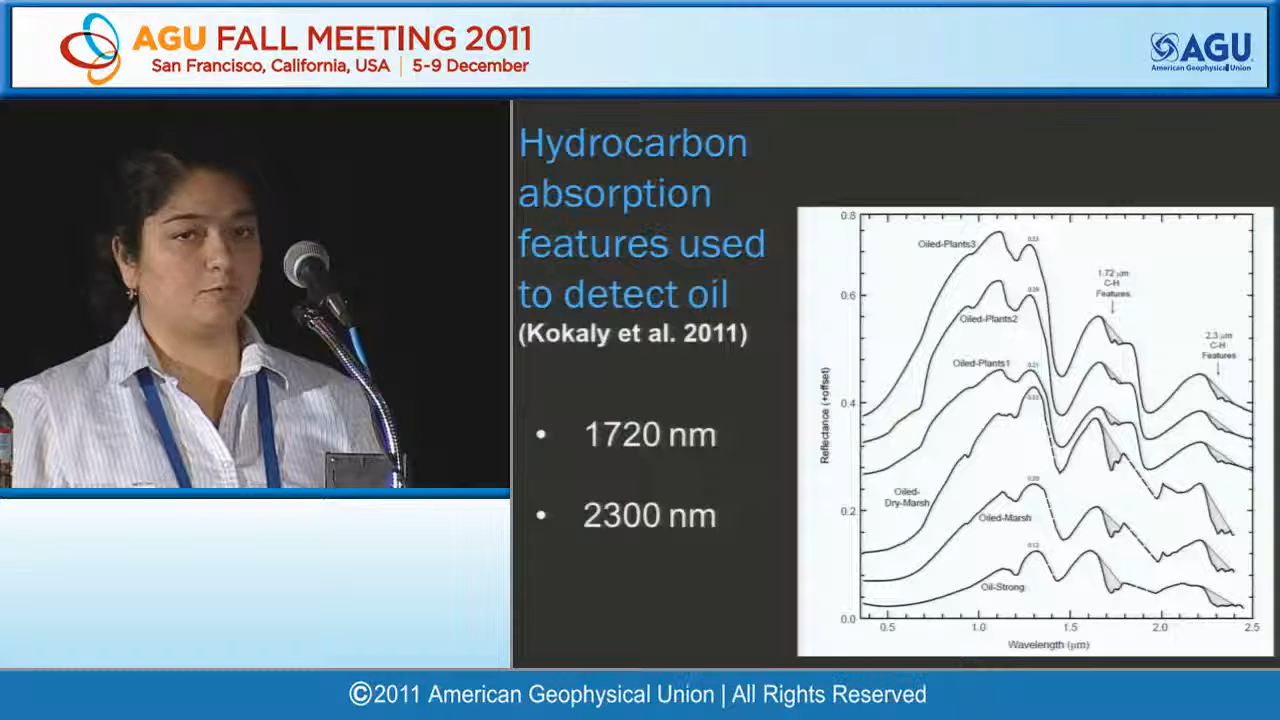 AGU FALL MEETING 2011
San Francisco, California, USA | 5-9 December
AGU
American Geophysical Union
Hydrocarbon
absorption
features used
to detect oil
(Kokaly et al. 2011)
• 1720 nm
• 2300 nm
0.8
0.6
0.4
0.2
0.0
Reflectance (+offset)
Oiled-Plants3
Oiled-Plants2
Oiled-Plants1
Oiled-
Dry-Marsh
Oiled-Marsh
Oil-Strong
1.72 μm
C-H
Features
2.3 μm
C-H
Features
0.5 1.0 1.5 2.0 2.5
Wavelength (μm)
©2011 American Geophysical Union | All Rights Reserved